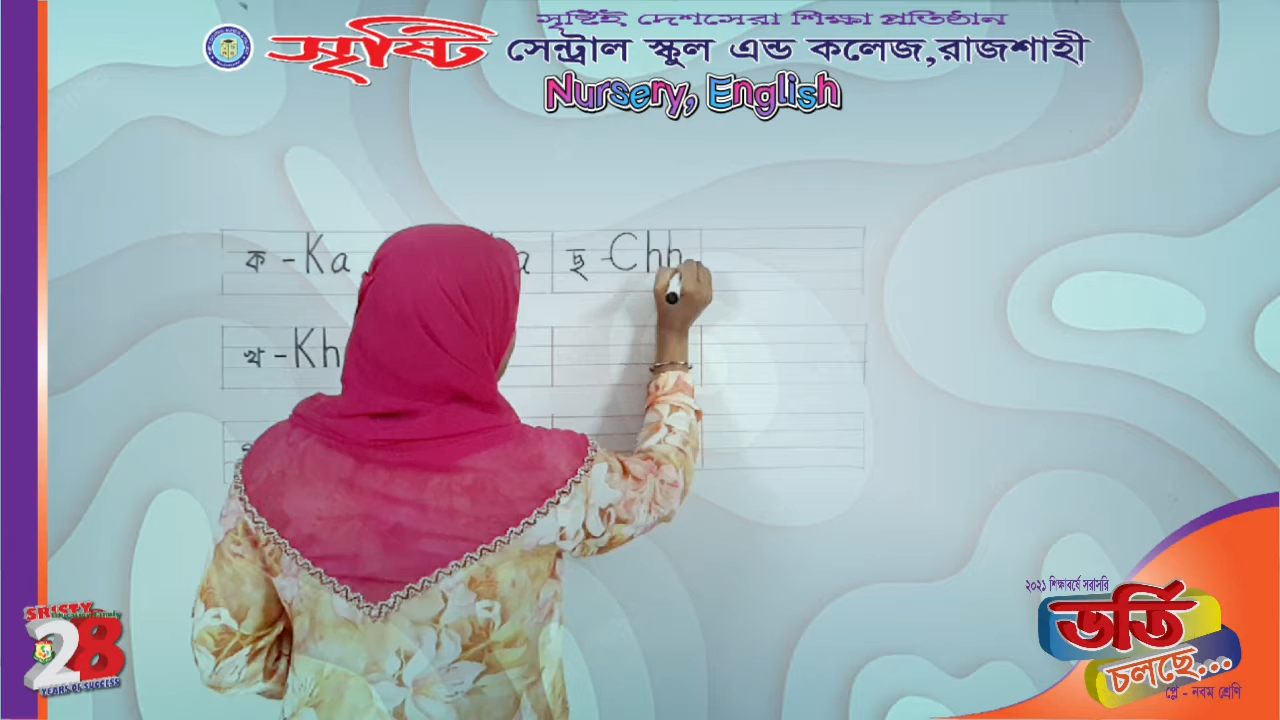 সৃষ্টিই দেশসেরা শিক্ষা প্রতিষ্ঠান
সৃষ্টি সেন্ট্রাল স্কুল এন্ড কলেজ,রাজশাহী
Nursery, English
ক - Ka
a
ছ - Chh
খ - Kh
২০২১ শিক্ষাবর্ষে সরাসরি
ভর্তি
চলছে...
প্লে - নবম শ্রেণি
SRISTY
28
YEARS OF SUCCESS